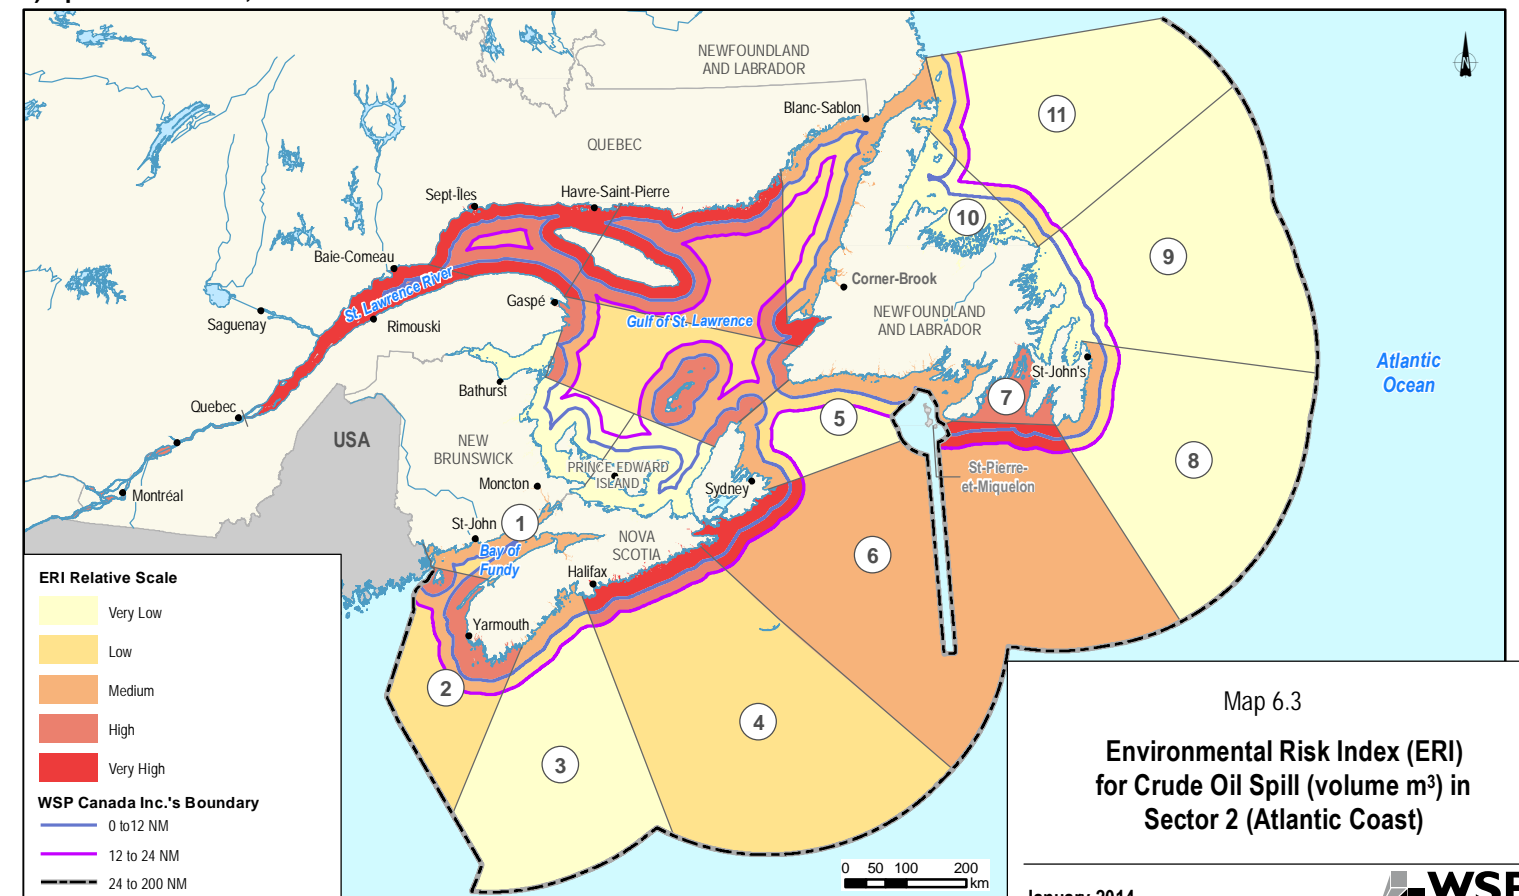 NEWFOUNDLAND
AND LABRADOR
N
Blanc-Sablon
11
QUEBEC
Sept-Îles
Havre-Saint-Pierre
10
Baie-Comeau
9
St. Lawrence River
Gaspé
Corner-Brook
Saguenay
Rimouski
Gulf of St. Lawrence
NEWFOUNDLAND
AND LABRADOR
Atlantic
Ocean
St-John's
Bathurst
7
Quebec
5
USA
NEW
BRUNSWICK
8
PRINCE EDWARD
ISLAND
St-Pierre-
et-Miquelon
Montréal
Moncton
Sydney
St-John
1
NOVA
SCOTIA
Bay of
Fundy
6
Halifax
Yarmouth
2
4
3
ERI Relative Scale
Very Low
Low
Medium
High
Very High
WSP Canada Inc.'s Boundary
0 to12 NM
12 to 24 NM
24 to 200 NM
0 50 100 200
km
Map 6.3
Environmental Risk Index (ERI)
for Crude Oil Spill (volume m³) in
Sector 2 (Atlantic Coast)
January 2014
WSP